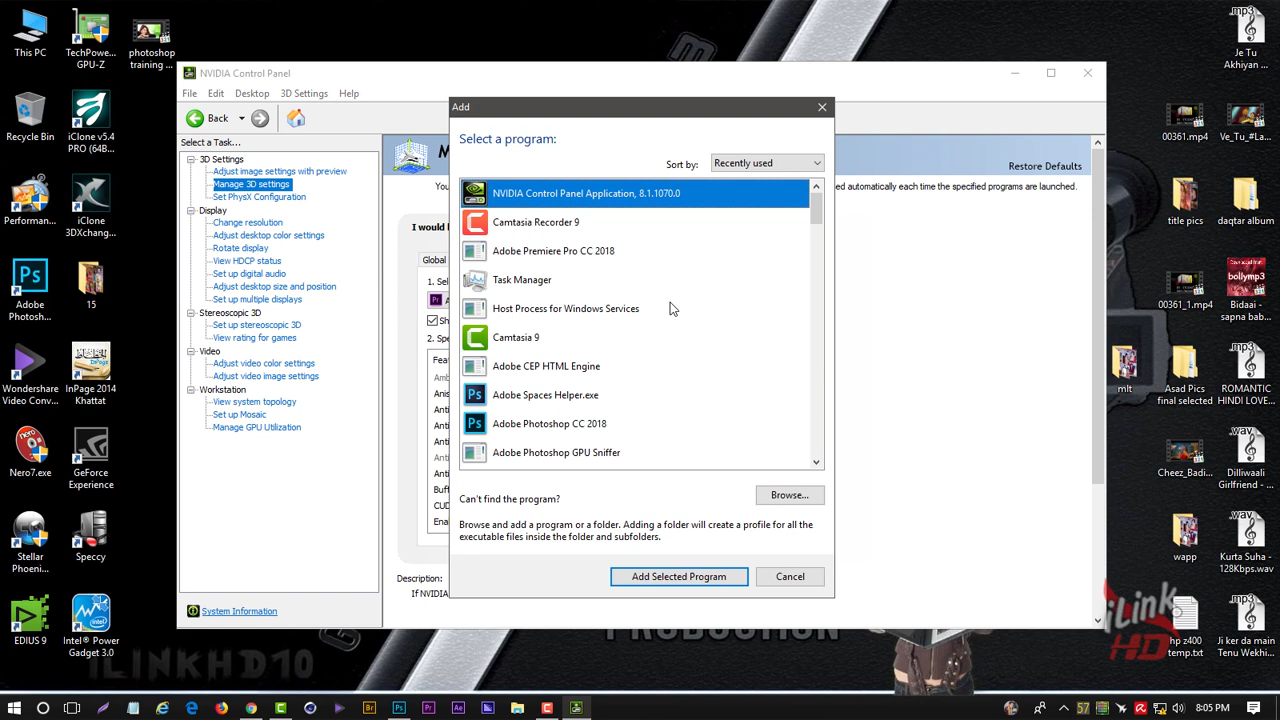 This PC
TechPowe...
GPU-Z
photoshop
training ...
Recycle Bin
iClone v5.4
PRO (64B...
Performan...
iClone
3DXchang...
Adobe
Photosh...
15
Wondershare
Video Conv...
InPage 2014
Katamat
Nero7.exe
GeForce
Experience
Stellar
Phoeni...
Speccy
EDIUS 9
Intel® Power
Gadget 3.0
NVIDIA Control Panel
File Edit Desktop 3D Settings Help
Back
Select a Task...
3D Settings
Adjust image settings with preview
Manage 3D settings
Set PhysX Configuration
Display
Change resolution
Adjust desktop color settings
Rotate display
View HDCP status
Set up digital audio
Adjust desktop size and position
Set up multiple displays
Stereoscopic 3D
Set up stereoscopic 3D
View rating for games
Video
Adjust video color settings
Adjust video image settings
Workstation
View system topology
Set up Mosaic
Manage GPU Utilization
System Information
M
Restore Defaults
You
ed automatically each time the specified programs are launched.
I would
Global
1. Sel
A
Sh
2. Spe
Feat
Amb
Anis
Anti
Anti
Anti
Anti
Buff
CUD
Ena
Description:
If NVIDIA
Add
Select a program:
Sort by: Recently used
NVIDIA Control Panel Application, 8.1.1070.0
Camtasia Recorder 9
Adobe Premiere Pro CC 2018
Task Manager
Host Process for Windows Services
Camtasia 9
Adobe CEP HTML Engine
Adobe Spaces Helper.exe
Adobe Photoshop CC 2018
Adobe Photoshop GPU Sniffer
Can't find the program?
Browse...
Browse and add a program or a folder. Adding a folder will create a profile for all the
executable files inside the folder and subfolders.
Add Selected Program
Cancel
.mp3
Je Tu
Akhiyan ...
00361.mp4
Ve_Tu_#La...
title pics
daqtar album
00361_1.mp4
bollymp3
Bidaai -
sapna bab...
mlt
Asad Pics
final selected
.mp3
ROMANTIC
HINDI LOVE...
Cheez_Badi...
.wav
Dilliwaali
Girlfriend - ...
wapp
.wav
Kurta Suha -
128Kbps.wav
hp z400
temp.txt
.mp3
Ji ker da main
Tenu Wekhi...
iLink
HD
PRODUCTION
ILINKHD10
57
8:05 PM